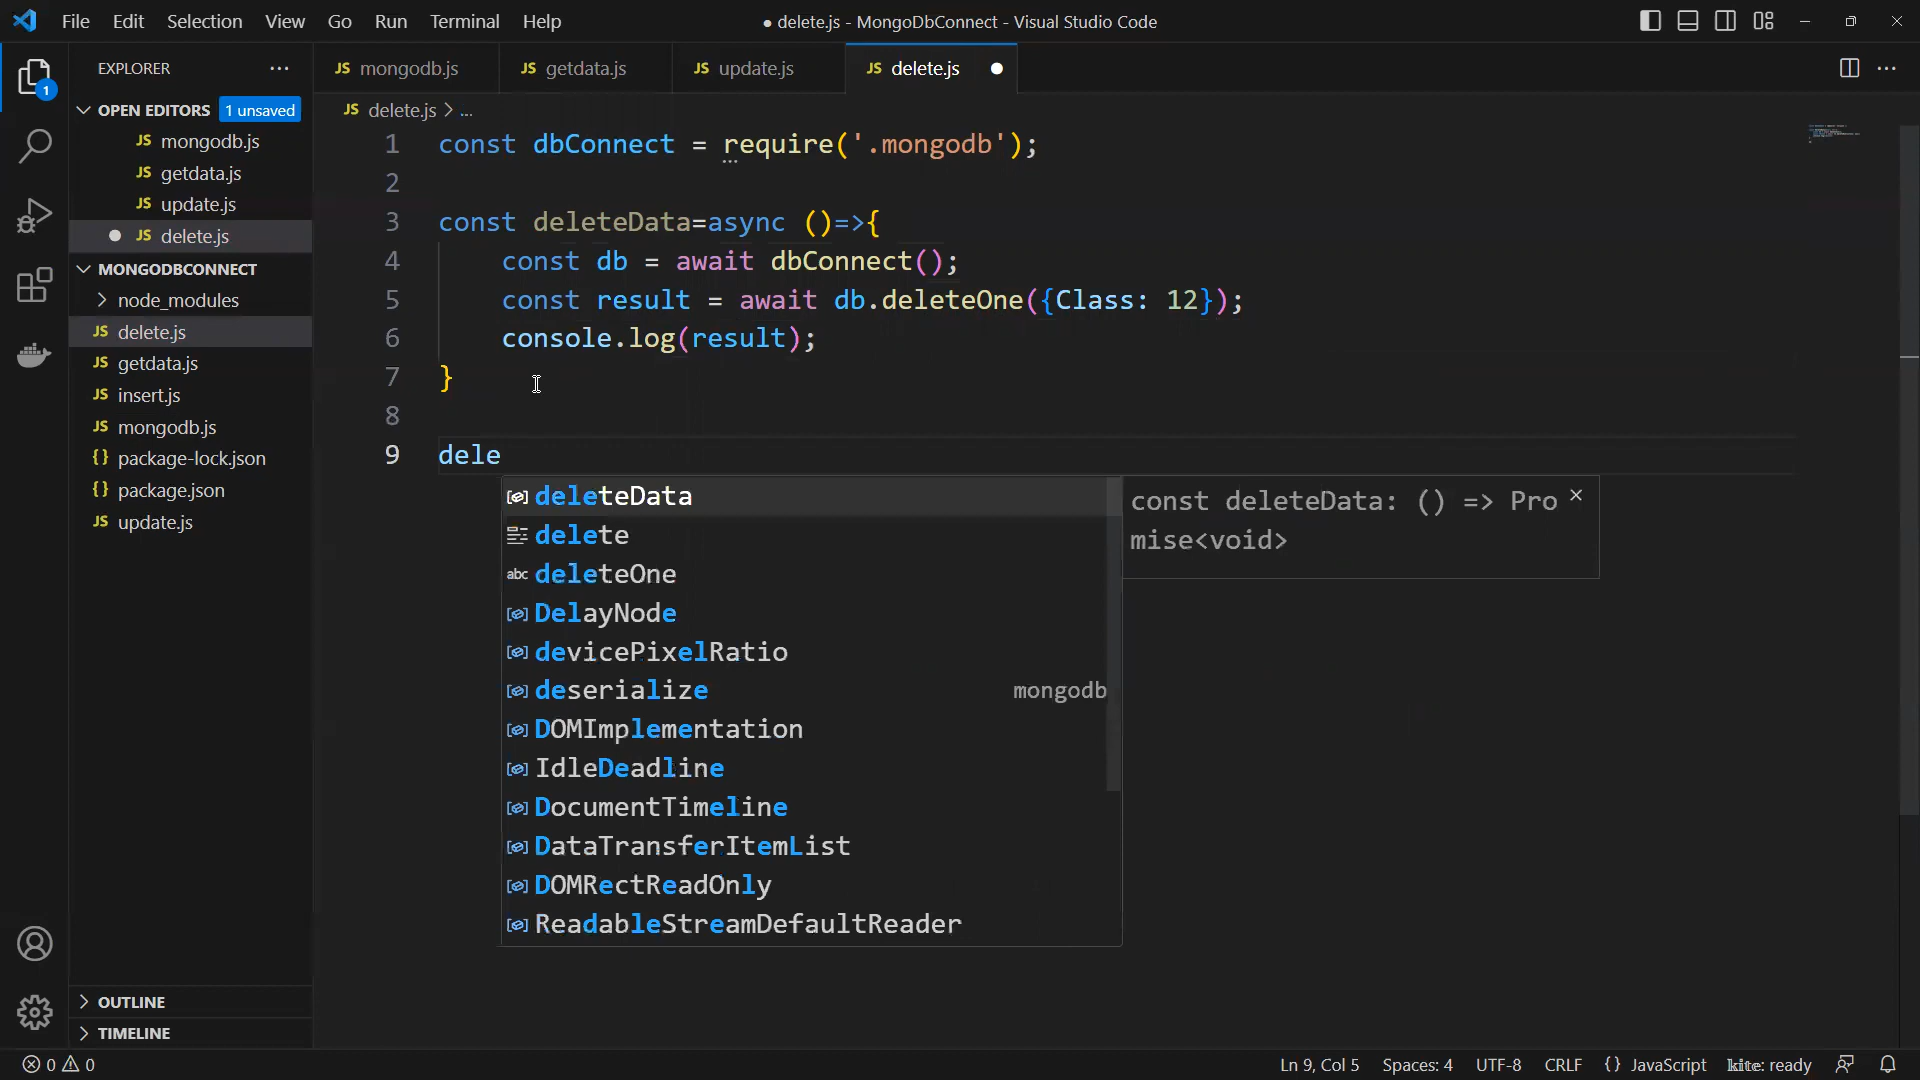 File Edit Selection View Go Run Terminal Help
● delete.js - MongoDbConnect - Visual Studio Code
EXPLORER
JS mongodb.js JS getdata.js JS update.js JS delete.js
OPEN EDITORS 1 unsaved
JS mongodb.js
JS getdata.js
JS update.js
JS delete.js
MONGODBCONNECT
node_modules
JS delete.js
JS getdata.js
JS insert.js
JS mongodb.js
{} package-lock.json
{} package.json
JS update.js
OUTLINE
TIMELINE
1
JS delete.js > ...
1 const dbConnect = require('.mongodb');
2
3 const deleteData=async ()=>{
4 const db = await dbConnect();
5 const result = await db.deleteOne({Class: 12});
6 console.log(result);
7 }
8
9 dele
deleteData
delete
abc deleteOne
DelayNode
devicePixelRatio
deserialize mongodb
DOMImplementation
IdleDeadline
DocumentTimeline
DataTransferItemList
DOMRectReadOnly
ReadableStreamDefaultReader
const deleteData: () => Pro
mise<void>
0 0 Ln 9, Col 5 Spaces: 4 UTF-8 CRLF {} JavaScript kite: ready